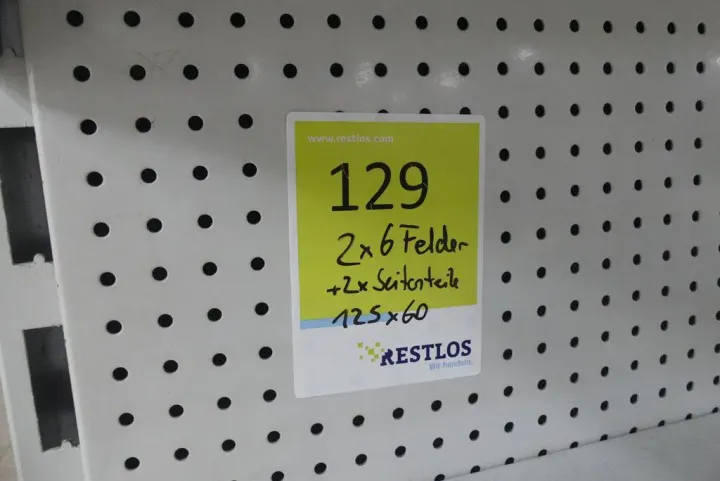 www.restlos.com
129
2x6 Felder
+2x Seitenteile
125x60
RESTLOS
Wir handeln.